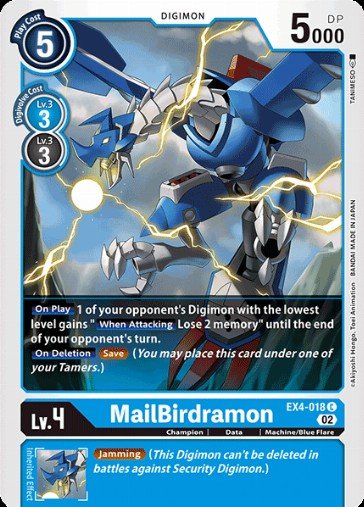 DIGIMON
Play Cost
5
DP
5000
Digivolve Cost
Lv.3
3
Lv.3
3
TANIMESO
©Akiyoshi Hongo, Toei Animation BANDAI MADE IN JAPAN
On Play 1 of your opponent's Digimon with the lowest
level gains " When Attacking Lose 2 memory" until the end
of your opponent's turn.
On Deletion Save (You may place this card under one
of your Tamers.)
Lv.4
MailBirdramon
EX4-018 C
02
Champion | Data | Machine/Blue Flare
Inherited Effect
Jamming (This Digimon can't be deleted in
battles against Security Digimon.)